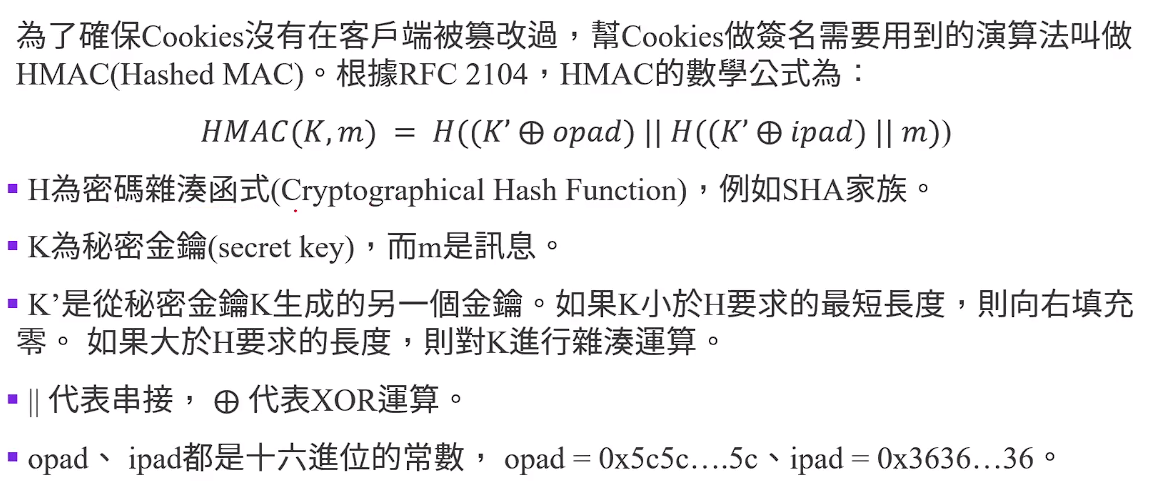 為了確保Cookies沒有在客戶端被篡改過，幫Cookies做簽名需要用到的演算法叫做
HMAC(Hashed MAC)。根據RFC 2104，HMAC的數學公式為：
HMAC(K,m) = H((K’ ⊕ opad) || H((K’ ⊕ ipad) || m))
▪ H為密碼雜湊函式(Cryptographical Hash Function)，例如SHA家族。
▪ K為秘密金鑰(secret key)，而m是訊息。
▪ K’是從秘密金鑰K生成的另一個金鑰。如果K小於H要求的最短長度，則向右填充
零。 如果大於H要求的長度，則對K進行雜湊運算。
▪ || 代表串接， ⊕ 代表XOR運算。
▪ opad、 ipad都是十六進位的常數， opad = 0x5c5c….5c、ipad = 0x3636…36。